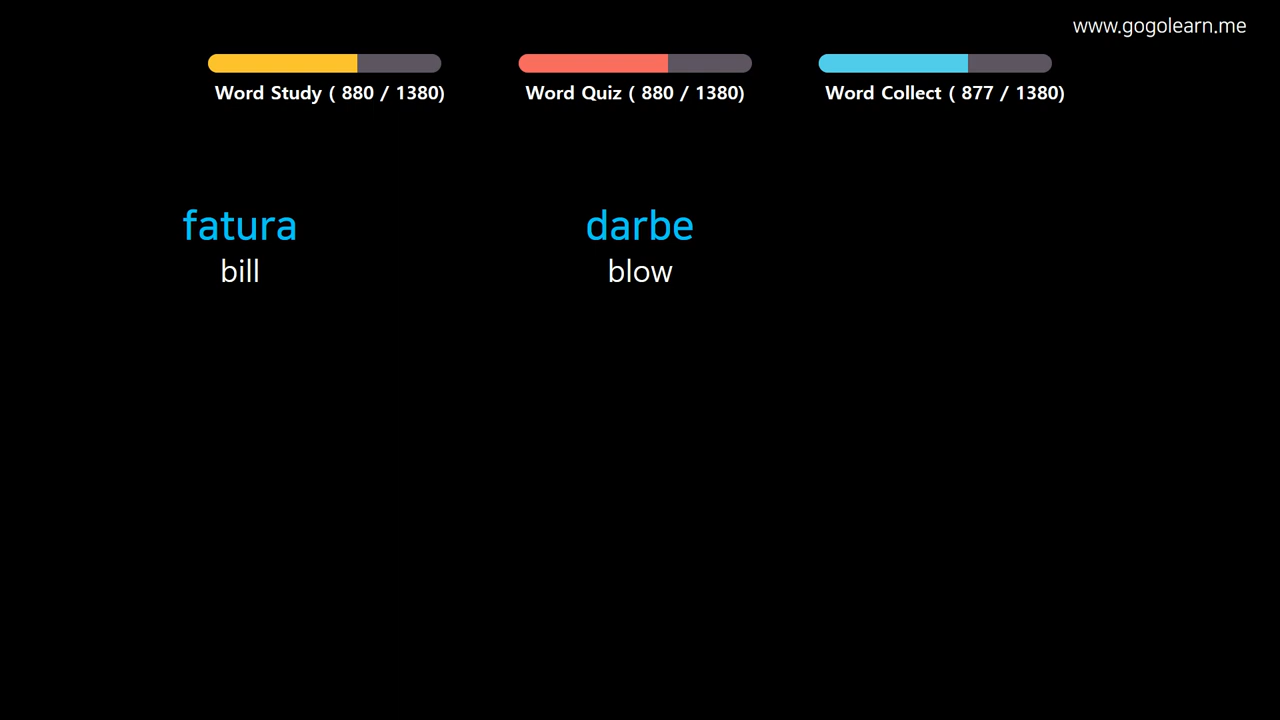 www.gogolearn.me
Word Study ( 880 / 1380)
Word Quiz ( 880 / 1380)
Word Collect ( 877 / 1380)
fatura
bill
darbe
blow